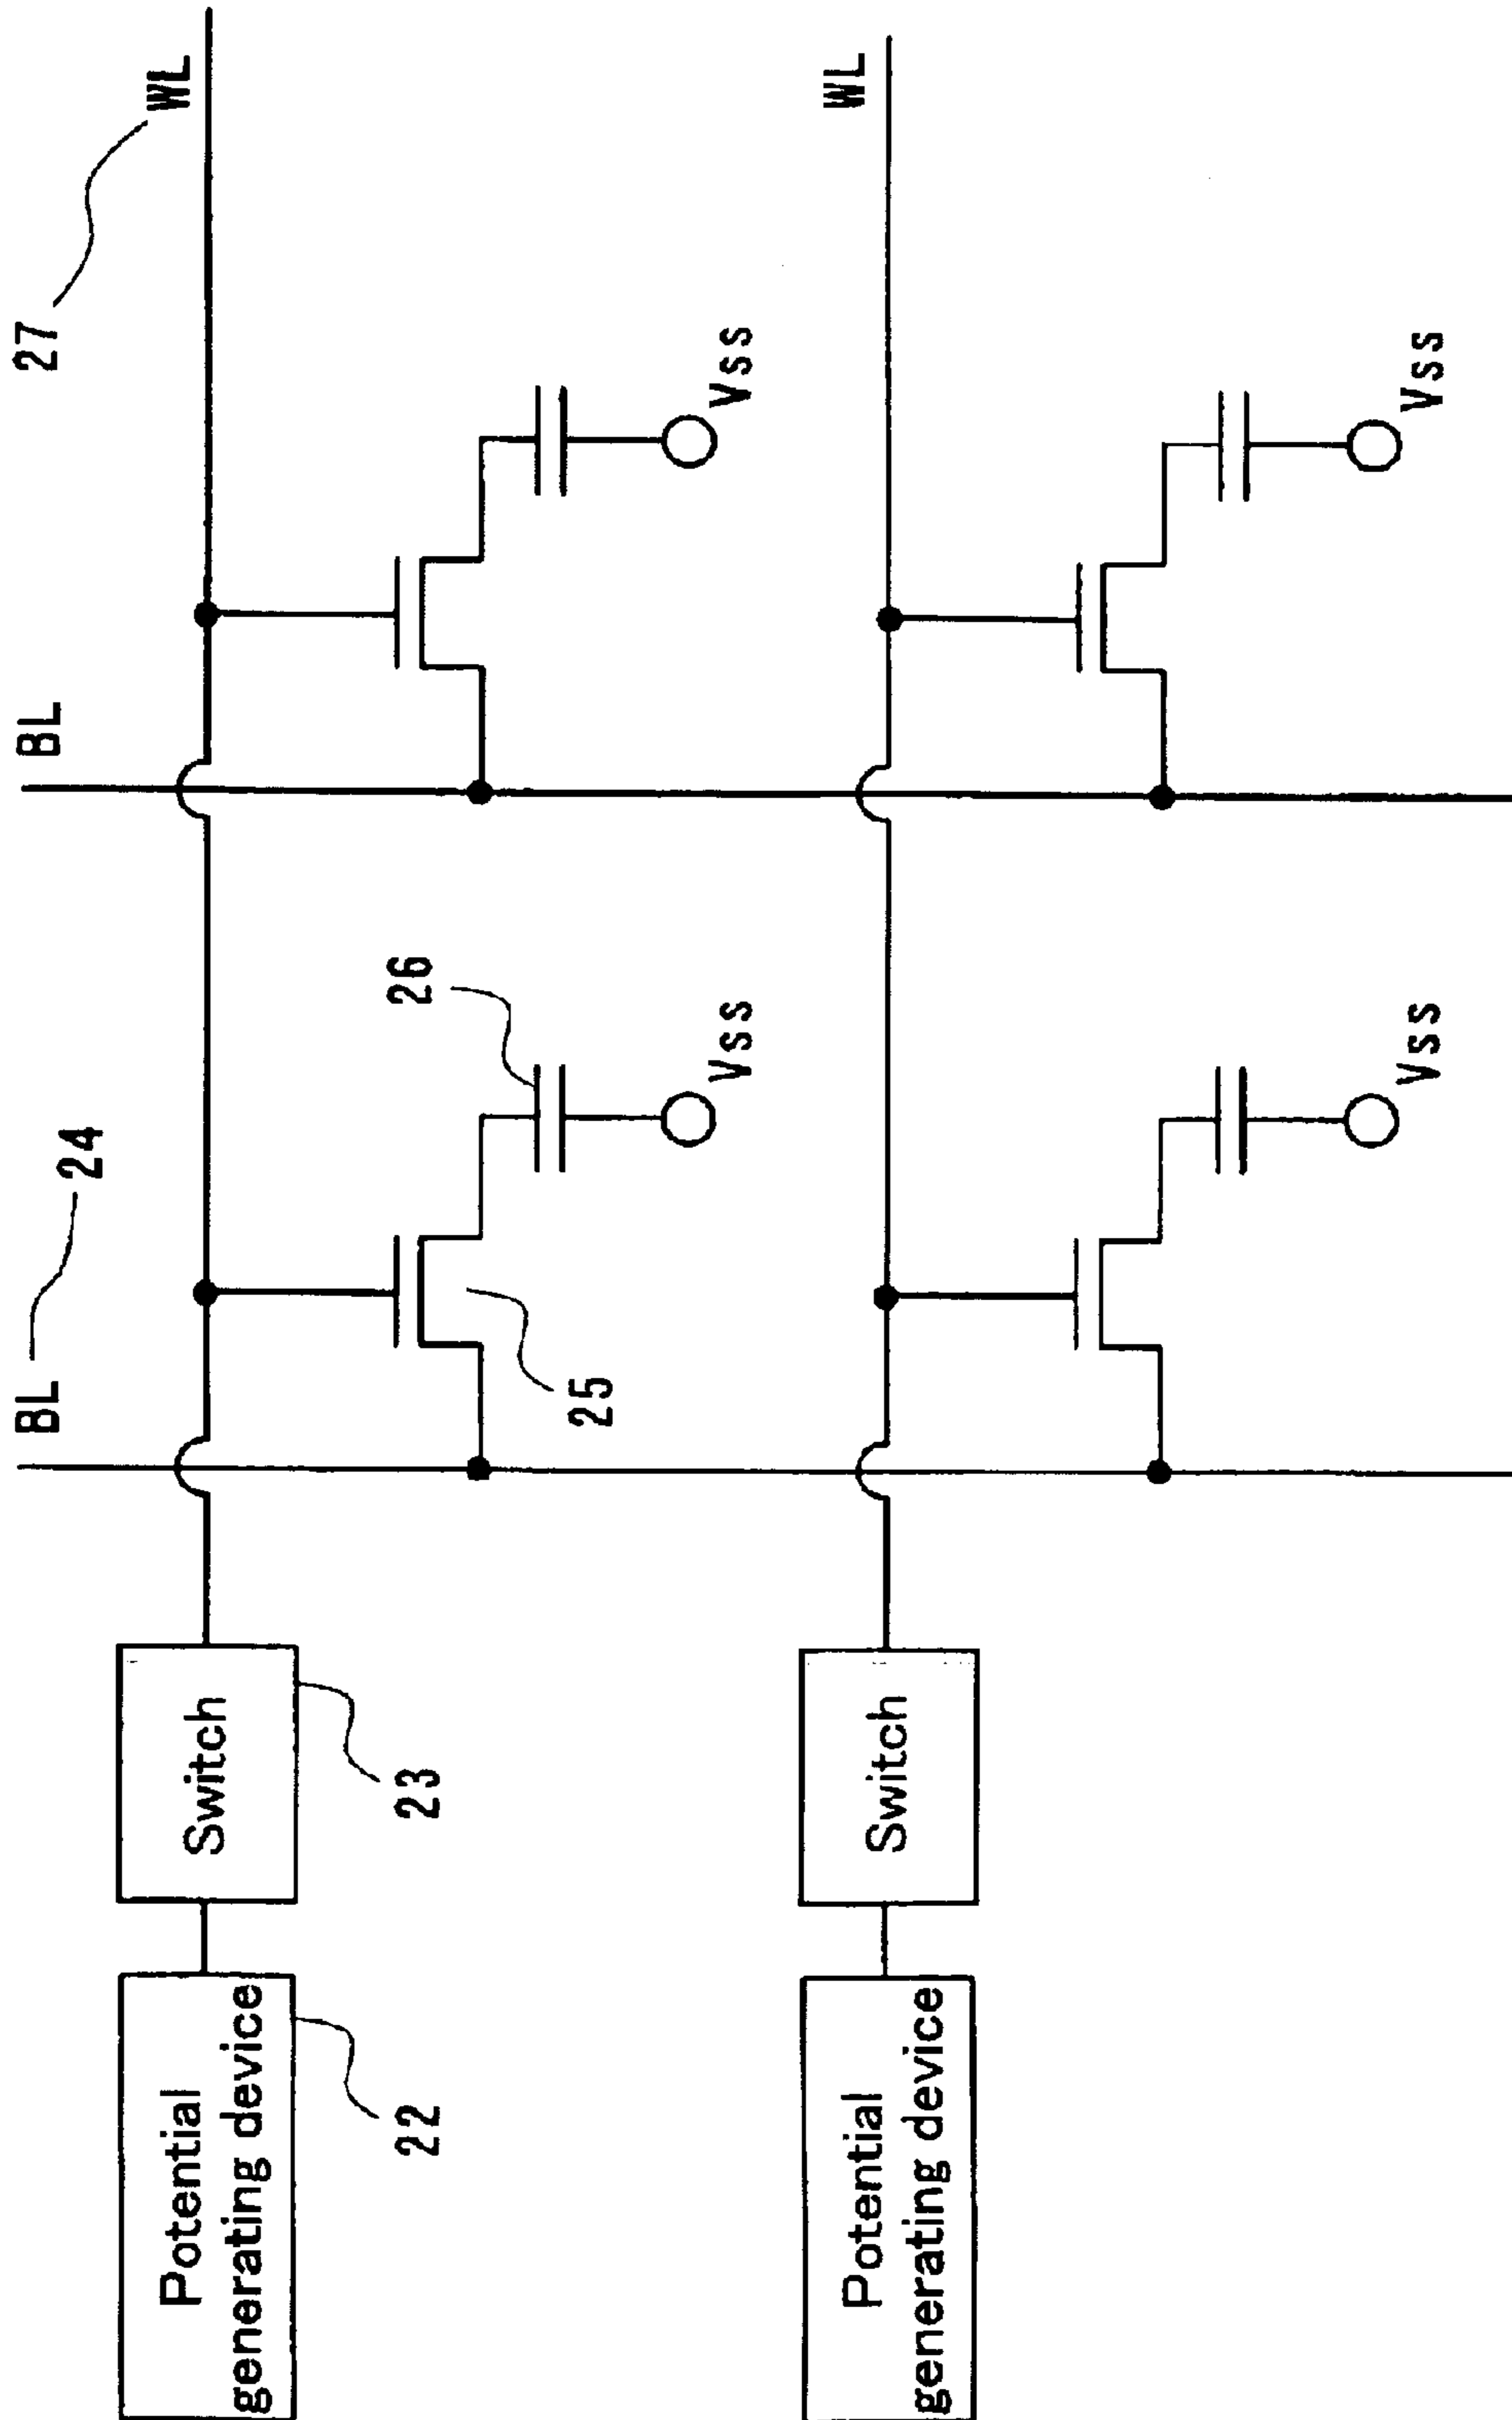 BL
24
BL
27
WL
Potential
generating device
Switch
22
23
26
25
Vss
Vss
WL
Potential
generating device
Switch
Vss
Vss